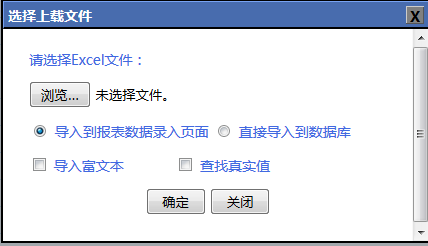 选择上载文件 X
请选择Excel文件：
浏览... 未选择文件。
导入到报表数据录入页面 直接导入到数据库
导入富文本 查找真实值
确定 关闭